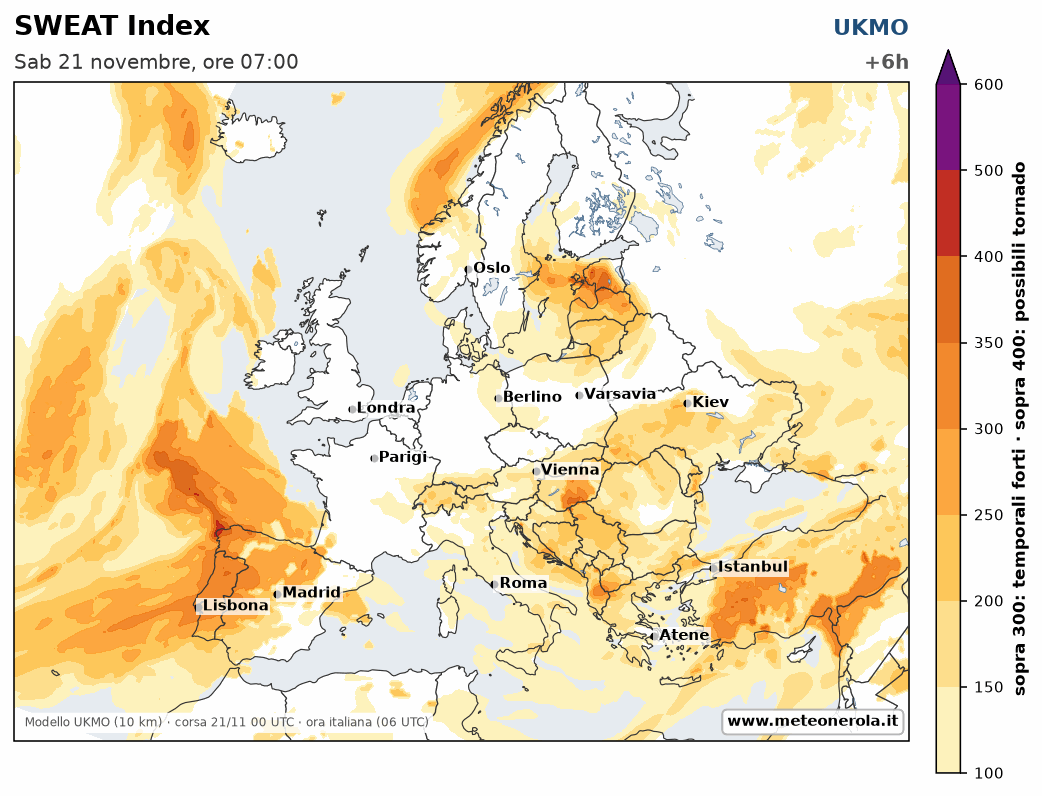 SWEAT Index
UKMO
Sab 21 novembre, ore 07:00
+6h
Oslo
Londra
Berlino
Varsavia
Kiev
Parigi
Vienna
Istanbul
Roma
Madrid
Lisbona
Atene
Modello UKMO (10 km) · corsa 21/11 00 UTC · ora italiana (06 UTC)
www.meteonerola.it
600
500
400
350
300
250
200
150
100
sopra 300: temporali forti · sopra 400: possibili tornado